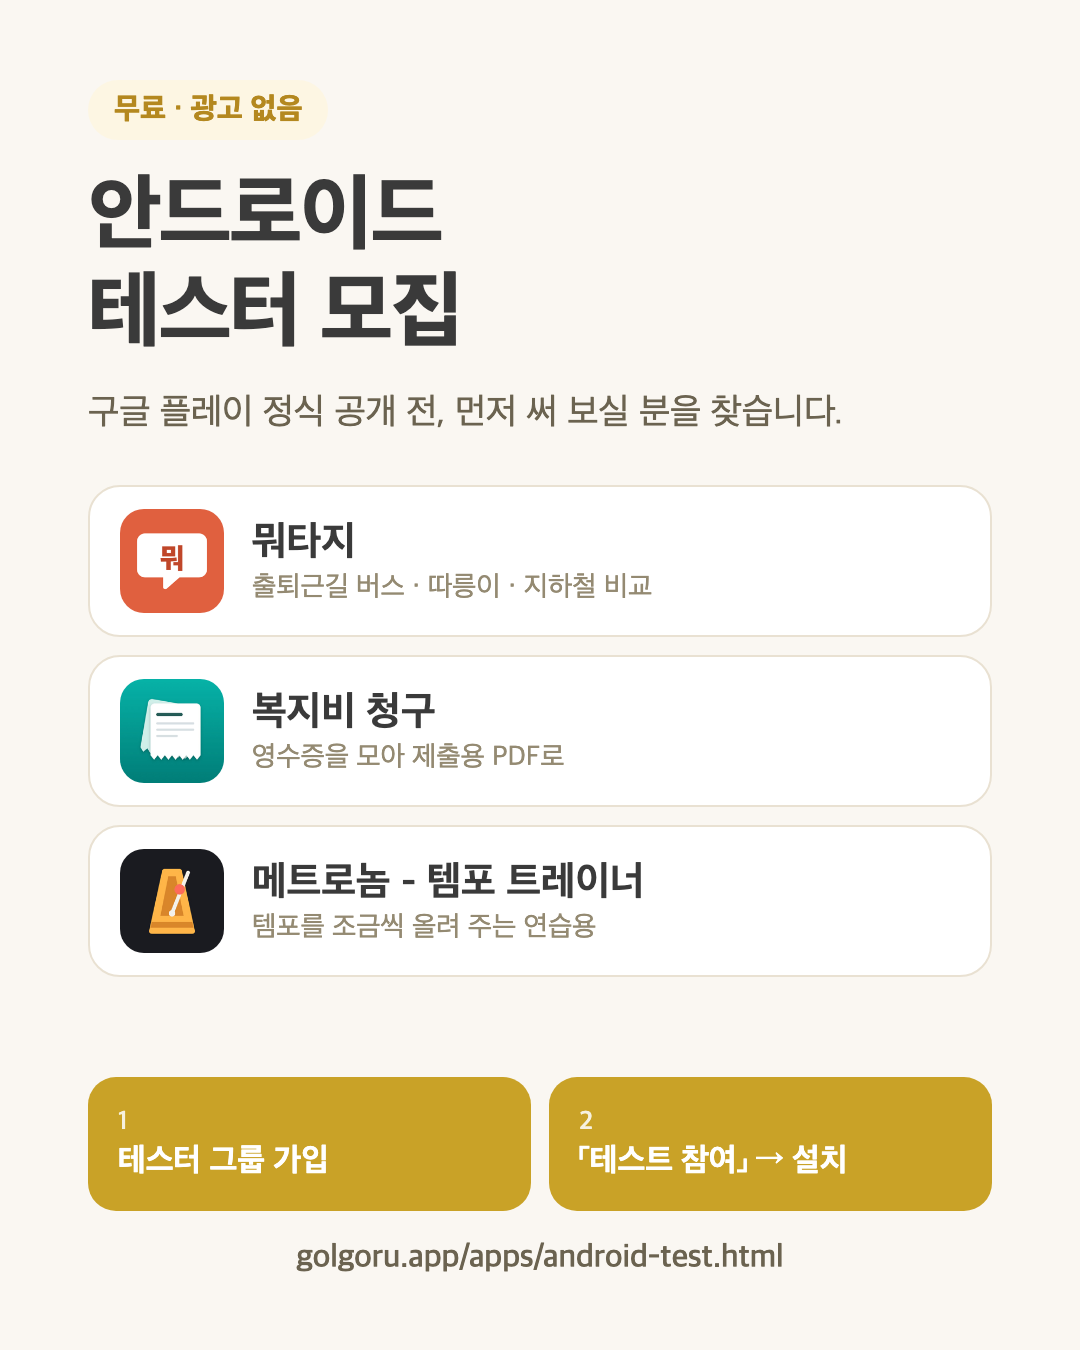 무료 · 광고 없음
안드로이드
테스터 모집
구글 플레이 정식 공개 전, 먼저 써 보실 분을 찾습니다.
뭐
뭐타지
출퇴근길 버스 · 따릉이 · 지하철 비교
복지비 청구
영수증을 모아 제출용 PDF로
메트로놈 - 템포 트레이너
템포를 조금씩 올려 주는 연습용
1
테스터 그룹 가입
2
「테스트 참여」 → 설치
golgoru.app/apps/android-test.html